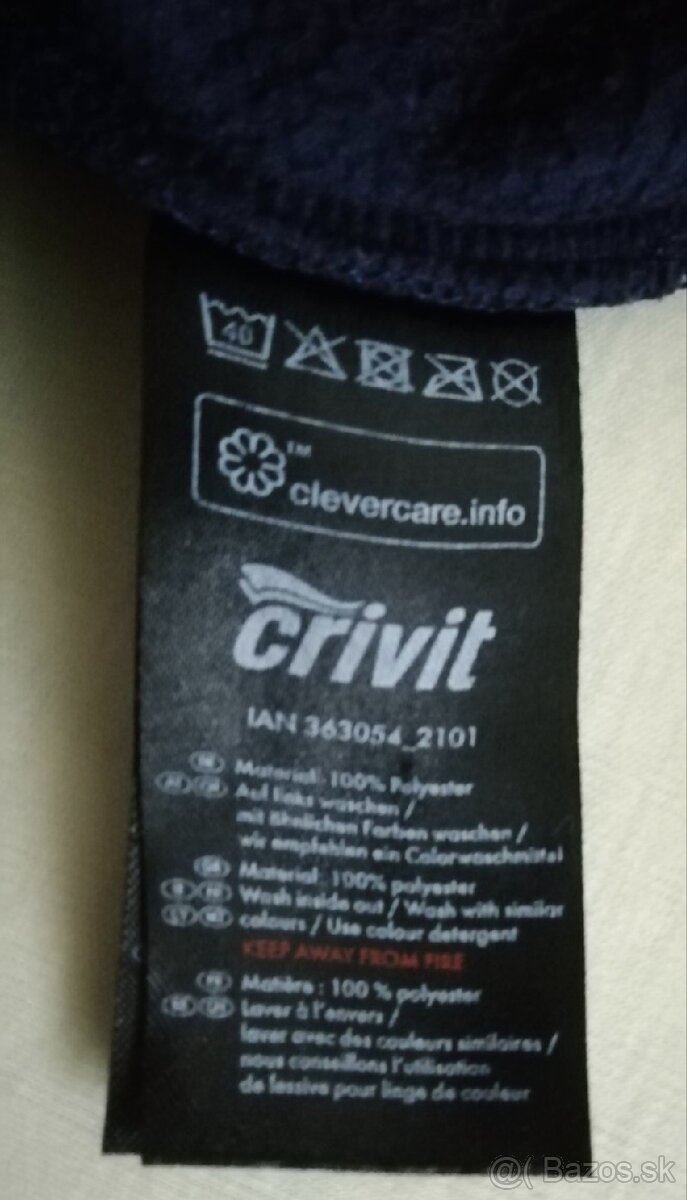 40
™
clevercare.info
crivit
IAN 363054_2101
Material: 100% Polyester
Auf links waschen /
mit ähnlichen Farben waschen /
wir empfehlen ein Colorwaschmittel
GB Material: 100% polyester
Wash inside out / Wash with similar
colours / Use colour detergent
KEEP AWAY FROM FIRE
Matière : 100 % polyester
Laver à l'envers /
laver avec des couleurs similaires /
nous conseillons l'utilisation
de lessive pour linge de couleur
@( Bazos.sk